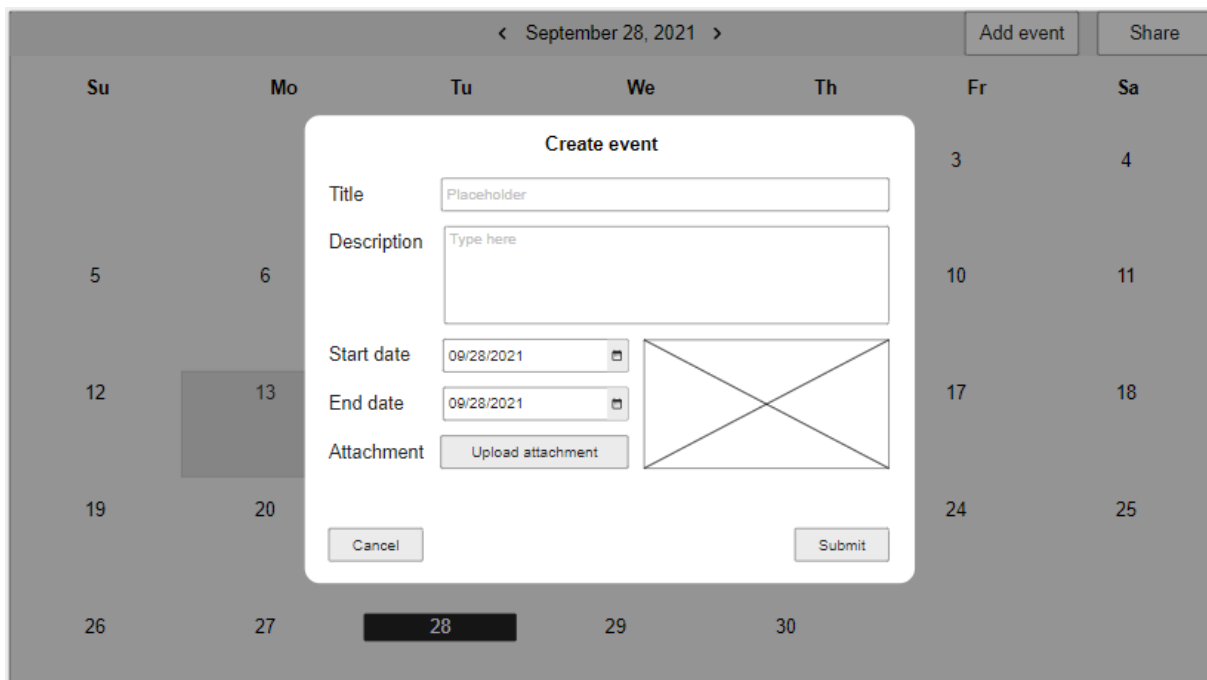 ‹ September 28, 2021 › Add event Share
Su Mo Tu We Th Fr Sa
Create event
3 4
Title Placeholder
Description Type here
5 6 10 11
Start date 09/28/2021
12 13 17 18
End date 09/28/2021
Attachment Upload attachment
19 20 24 25
Cancel Submit
26 27 28 29 30